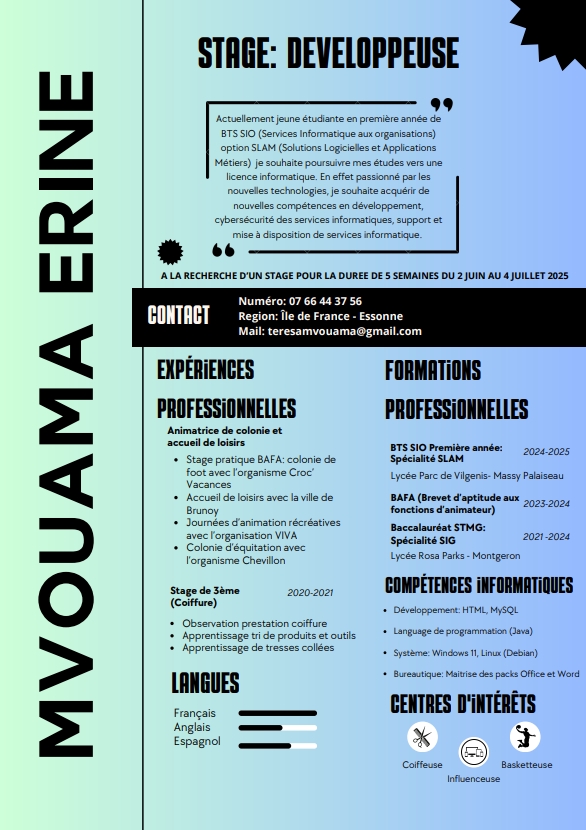 MVOUAMA ERINE
STAGE: DEVELOPPEUSE
Actuellement jeune étudiante en première année de
BTS SIO (Services Informatique aux organisations)
option SLAM (Solutions Logicielles et Applications
Métiers) je souhaite poursuivre mes études vers une
licence informatique. En effet passionné par les
nouvelles technologies, je souhaite acquérir de
nouvelles compétences en développement,
cybersécurité des services informatiques, support et
mise à disposition de services informatique.
A LA RECHERCHE D'UN STAGE POUR LA DUREE DE 5 SEMAINES DU 2 JUIN AU 4 JUILLET 2025
CONTACT
Numéro: 07 66 44 37 56
Region: Île de France - Essonne
Mail: teresamvouama@gmail.com
EXPÉRiENCES
PROFESSiONNELLES
Animatrice de colonie et
accueil de loisirs
• Stage pratique BAFA: colonie de
foot avec l'organisme Croc'
Vacances
• Accueil de loisirs avec la ville de
Brunoy
• Journées d'animation récréatives
avec l'organisation VIVA
• Colonie d'équitation avec
l'organisme Chevillon
Stage de 3ème
(Coiffure)
2020-2021
• Observation prestation coiffure
• Apprentissage tri de produits et outils
• Apprentissage de tresses collées
LANGUES
Français
Anglais
Espagnol
FORMATiONS
PROFESSiONNELLES
BTS SIO Première année:
Spécialité SLAM
2024-2025
Lycée Parc de Vilgenis- Massy Palaiseau
BAFA (Brevet d'aptitude aux
fonctions d'animateur)
2023-2024
Baccalauréat STMG:
Spécialité SIG
2021 -2024
Lycée Rosa Parks - Montgeron
COMPÉTENCES iNFORMATiQUES
• Développement: HTML, MySQL
• Language de programmation (Java)
• Système: Windows 11, Linux (Debian)
• Bureautique: Maitrise des packs Office et Word
CENTRES D'iNTÉRÊTS
Coiffeuse
Influenceuse
Basketteuse